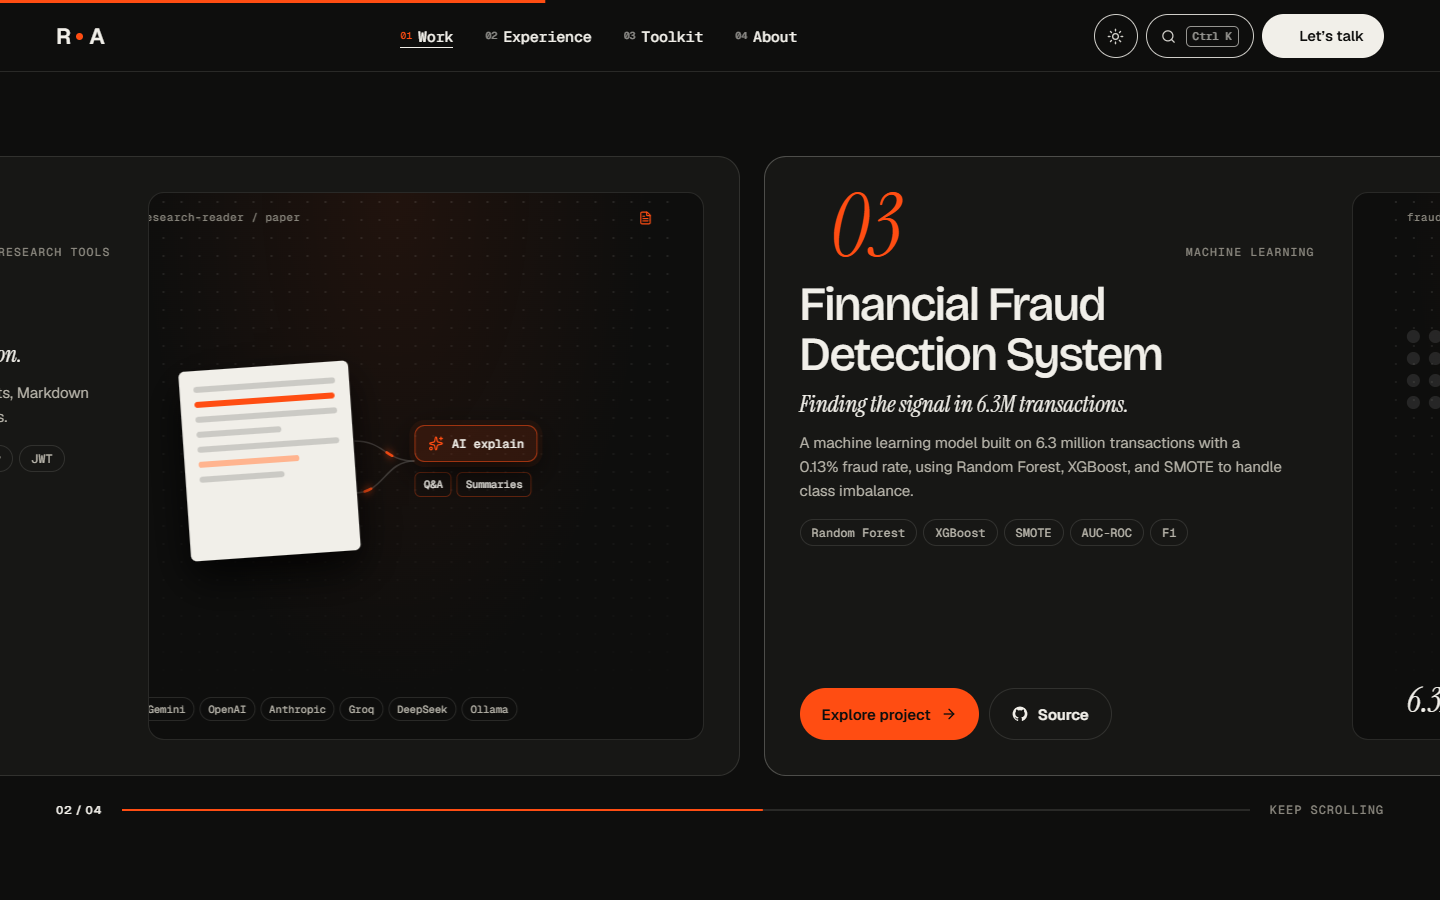 R•A
01 Work
02 Experience
03 Toolkit
04 About
Ctrl K
Let's talk
RESEARCH TOOLS
on.
ts, Markdown
s.
JWT
esearch-reader / paper
AI explain
Q&A
Summaries
Gemini
OpenAI
Anthropic
Groq
DeepSeek
Ollama
03
MACHINE LEARNING
Financial Fraud
Detection System
Finding the signal in 6.3M transactions.
A machine learning model built on 6.3 million transactions with a
0.13% fraud rate, using Random Forest, XGBoost, and SMOTE to handle
class imbalance.
Random Forest
XGBoost
SMOTE
AUC-ROC
F1
Explore project →
Source
frauc
6.3
02 / 04
KEEP SCROLLING